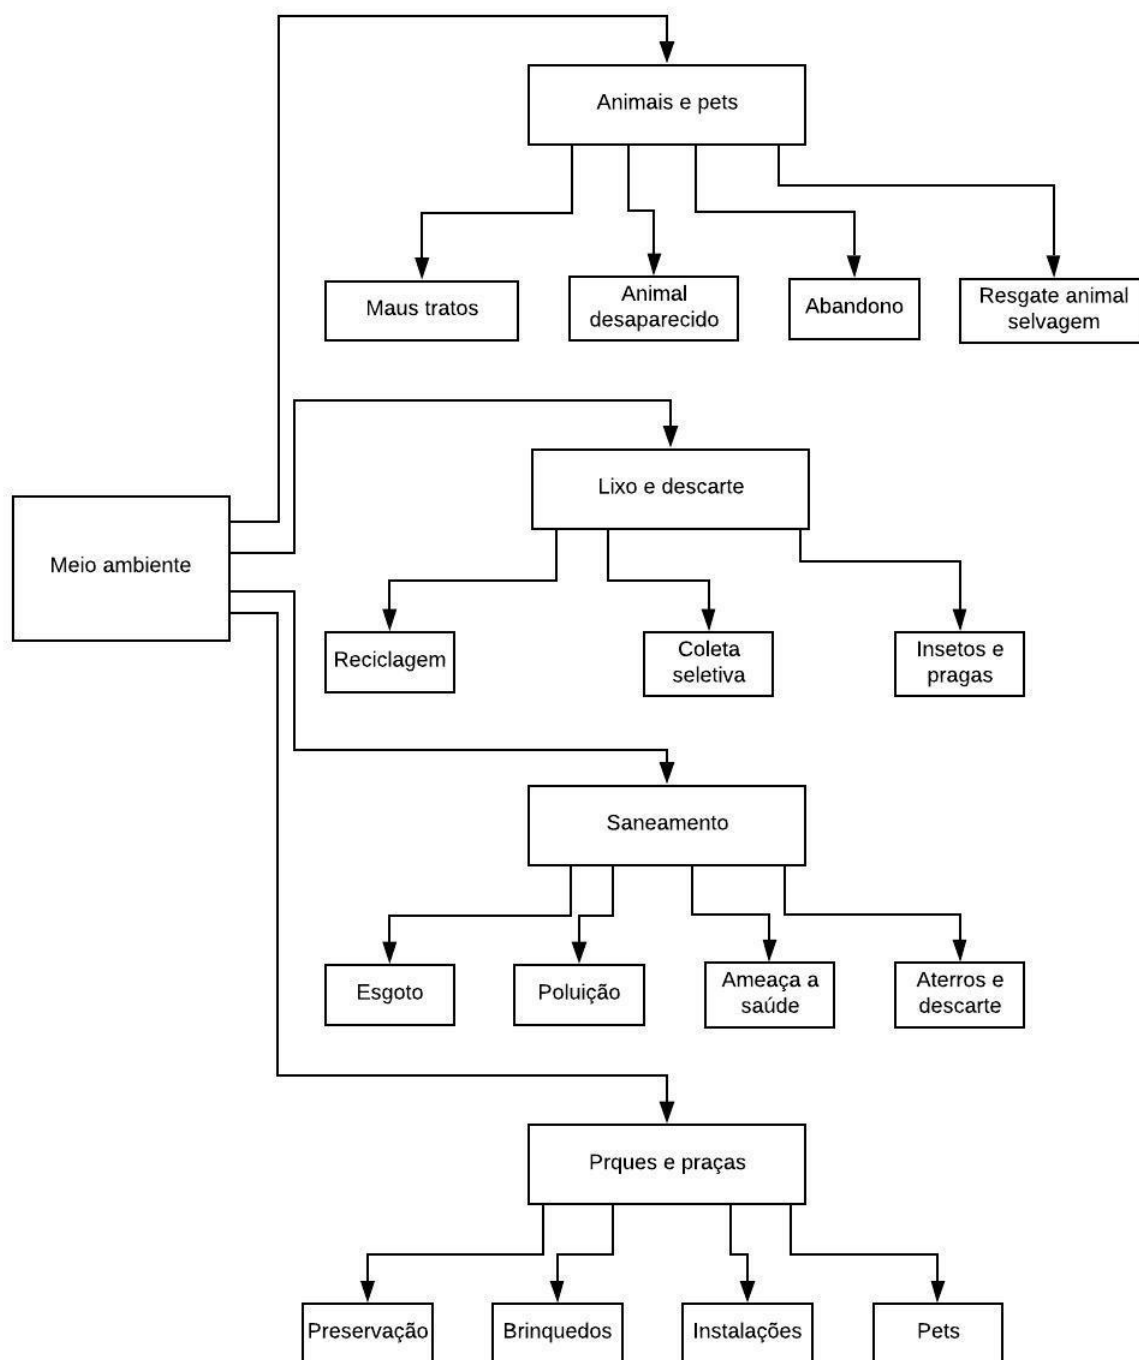 Animais e pets
Maus tratos
Animal
desaparecido
Abandono
Resgate animal
selvagem
Lixo e descarte
Meio ambiente
Reciclagem
Coleta
seletiva
Insetos e
pragas
Saneamento
Esgoto
Poluição
Ameaça a
saúde
Aterros e
descarte
Prques e praças
Preservação
Brinquedos
Instalações
Pets